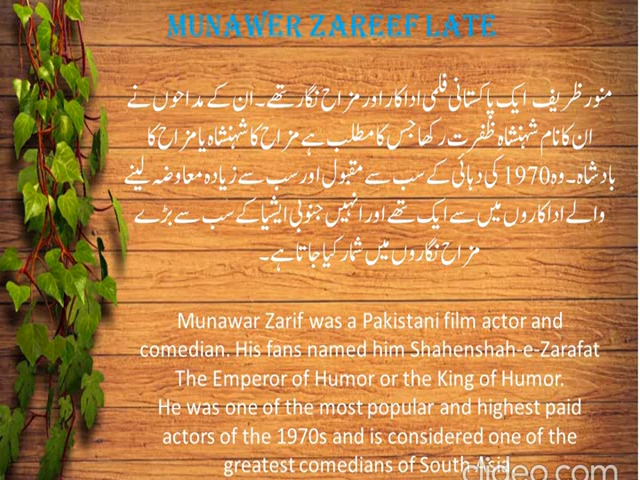 MUNAWER ZAREEF LATE
منور ظریف ایک پاکستانی فلمی اداکار اور مزاح نگار تھے۔ ان کے مداحوں نے
ان کا نام شہنشاہ ظفرت رکھا جس کا مطلب ہے مزاح کا شہنشاہ یا مزاح کا
بادشاہ۔ وہ 1970 کی دہائی کے سب سے مقبول اور سب سے زیادہ معاوضہ لینے
والے اداکاروں میں سے ایک تھے اور انہیں جنوبی ایشیا کے سب سے بڑے
مزاح نگاروں میں شمار کیا جاتا ہے۔
Munawar Zarif was a Pakistani film actor and
comedian. His fans named him Shahenshah-e-Zarafat
The Emperor of Humor or the King of Humor.
He was one of the most popular and highest paid
actors of the 1970s and is considered one of the
greatest comedians of South Asia
clideo.com